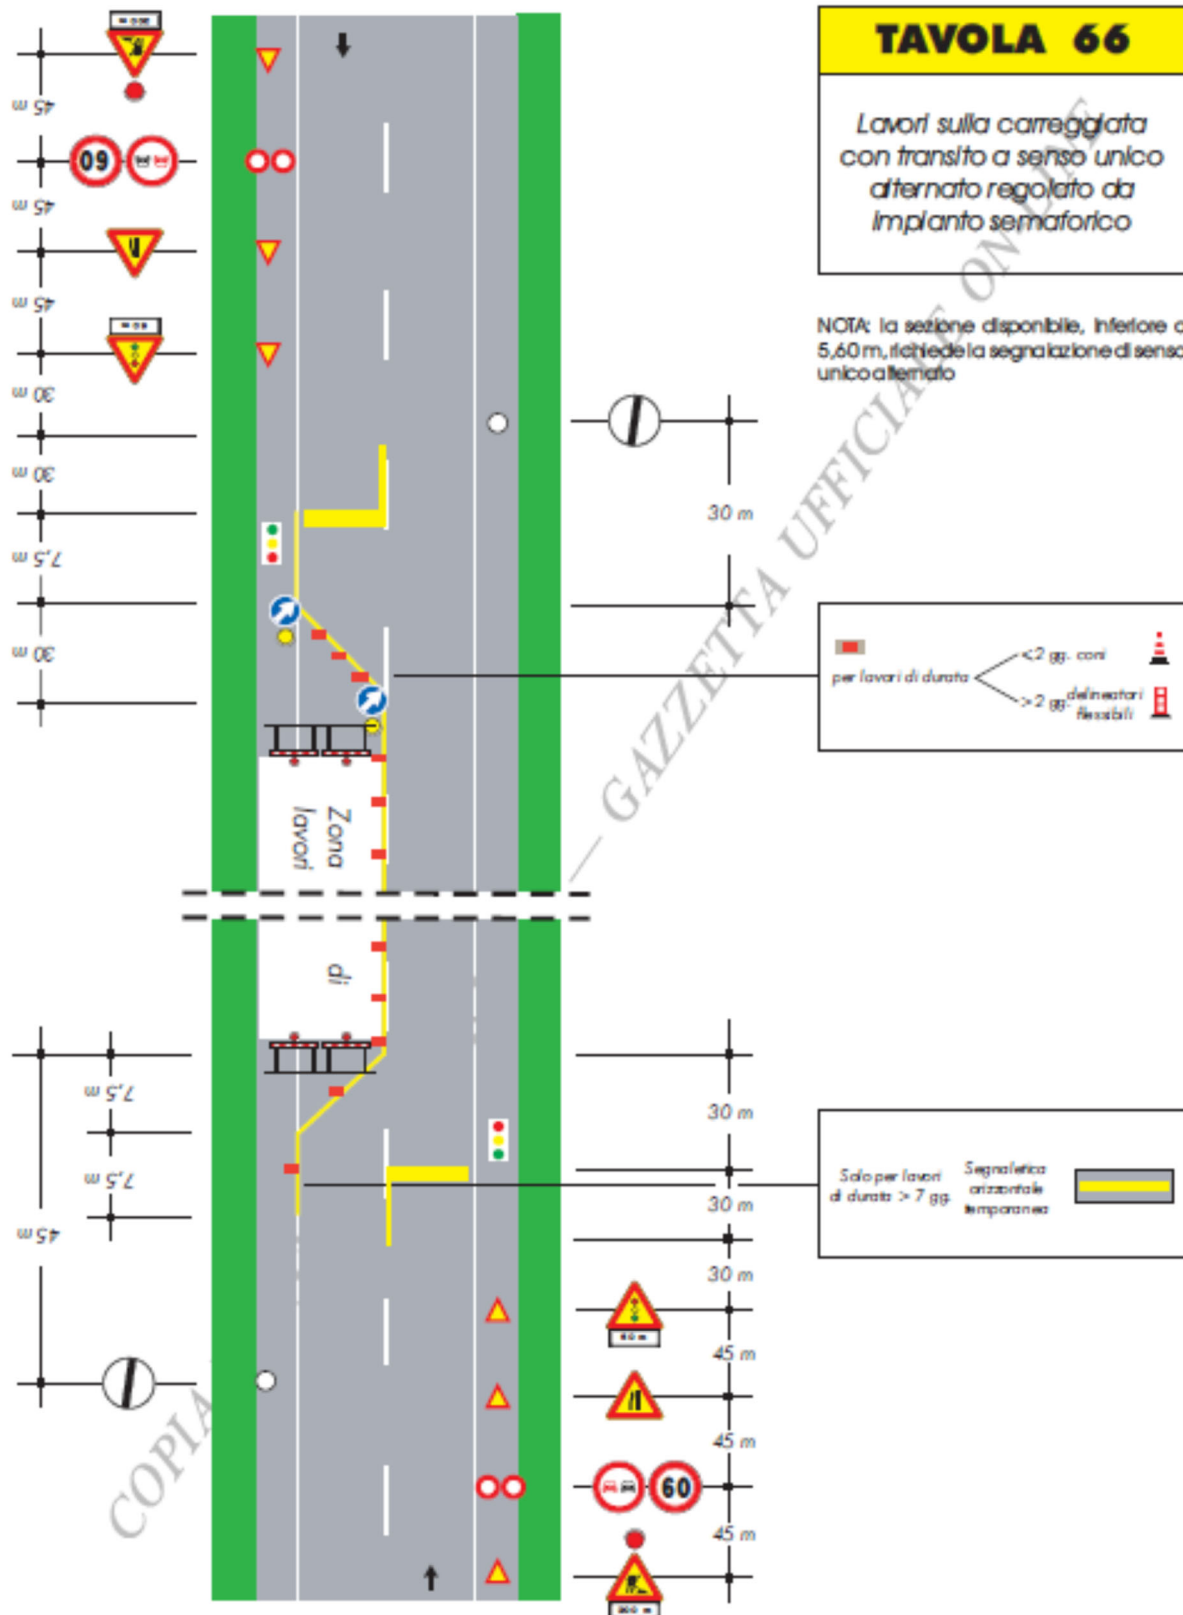 TAVOLA 66
Lavori sulla carreggiata
con transito a senso unico
alternato regolato da
impianto semaforico
NOTA: la sezione disponibile, inferiore a
5,60 m, richiede la segnalazione di senso
unico alternato
45 m
60
45 m
45 m
30 m
30 m
7,5 m
30 m
30 m
per lavori di durata
<2 gg. coni
>2 gg. delineatori
flessibili
Zona
lavori
di
7,5 m
7,5 m
45 m
30 m
30 m
30 m
Solo per lavori
di durata > 7 gg.
Segnaletica
orizzontale
temporanea
45 m
45 m
60
45 m
COPIA
GAZZETTA UFFICIALE ON-LINE